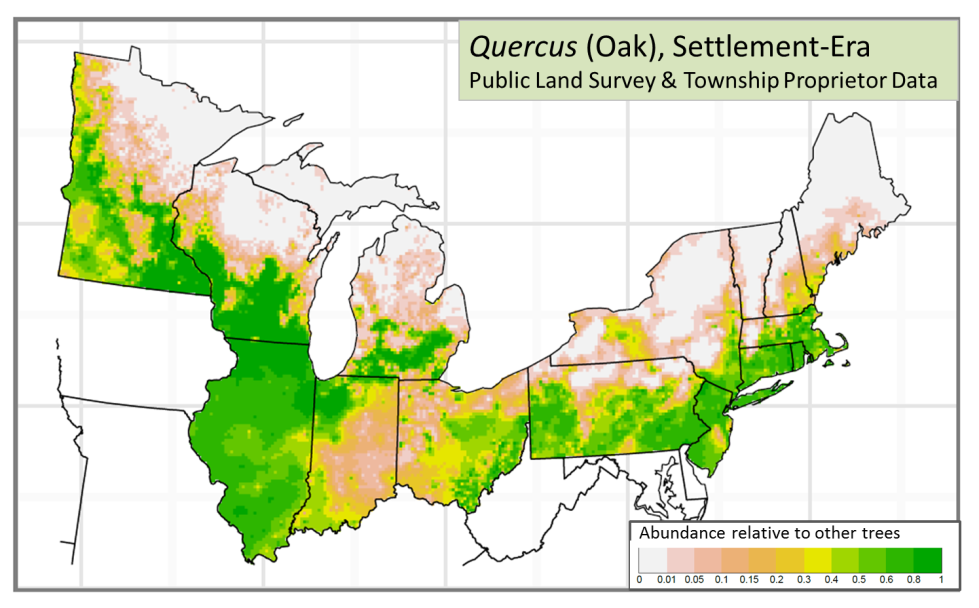 Quercus (Oak), Settlement-Era
Public Land Survey & Township Proprietor Data
Abundance relative to other trees
0 0.01 0.05 0.1 0.15 0.2 0.3 0.4 0.5 0.6 0.8 1